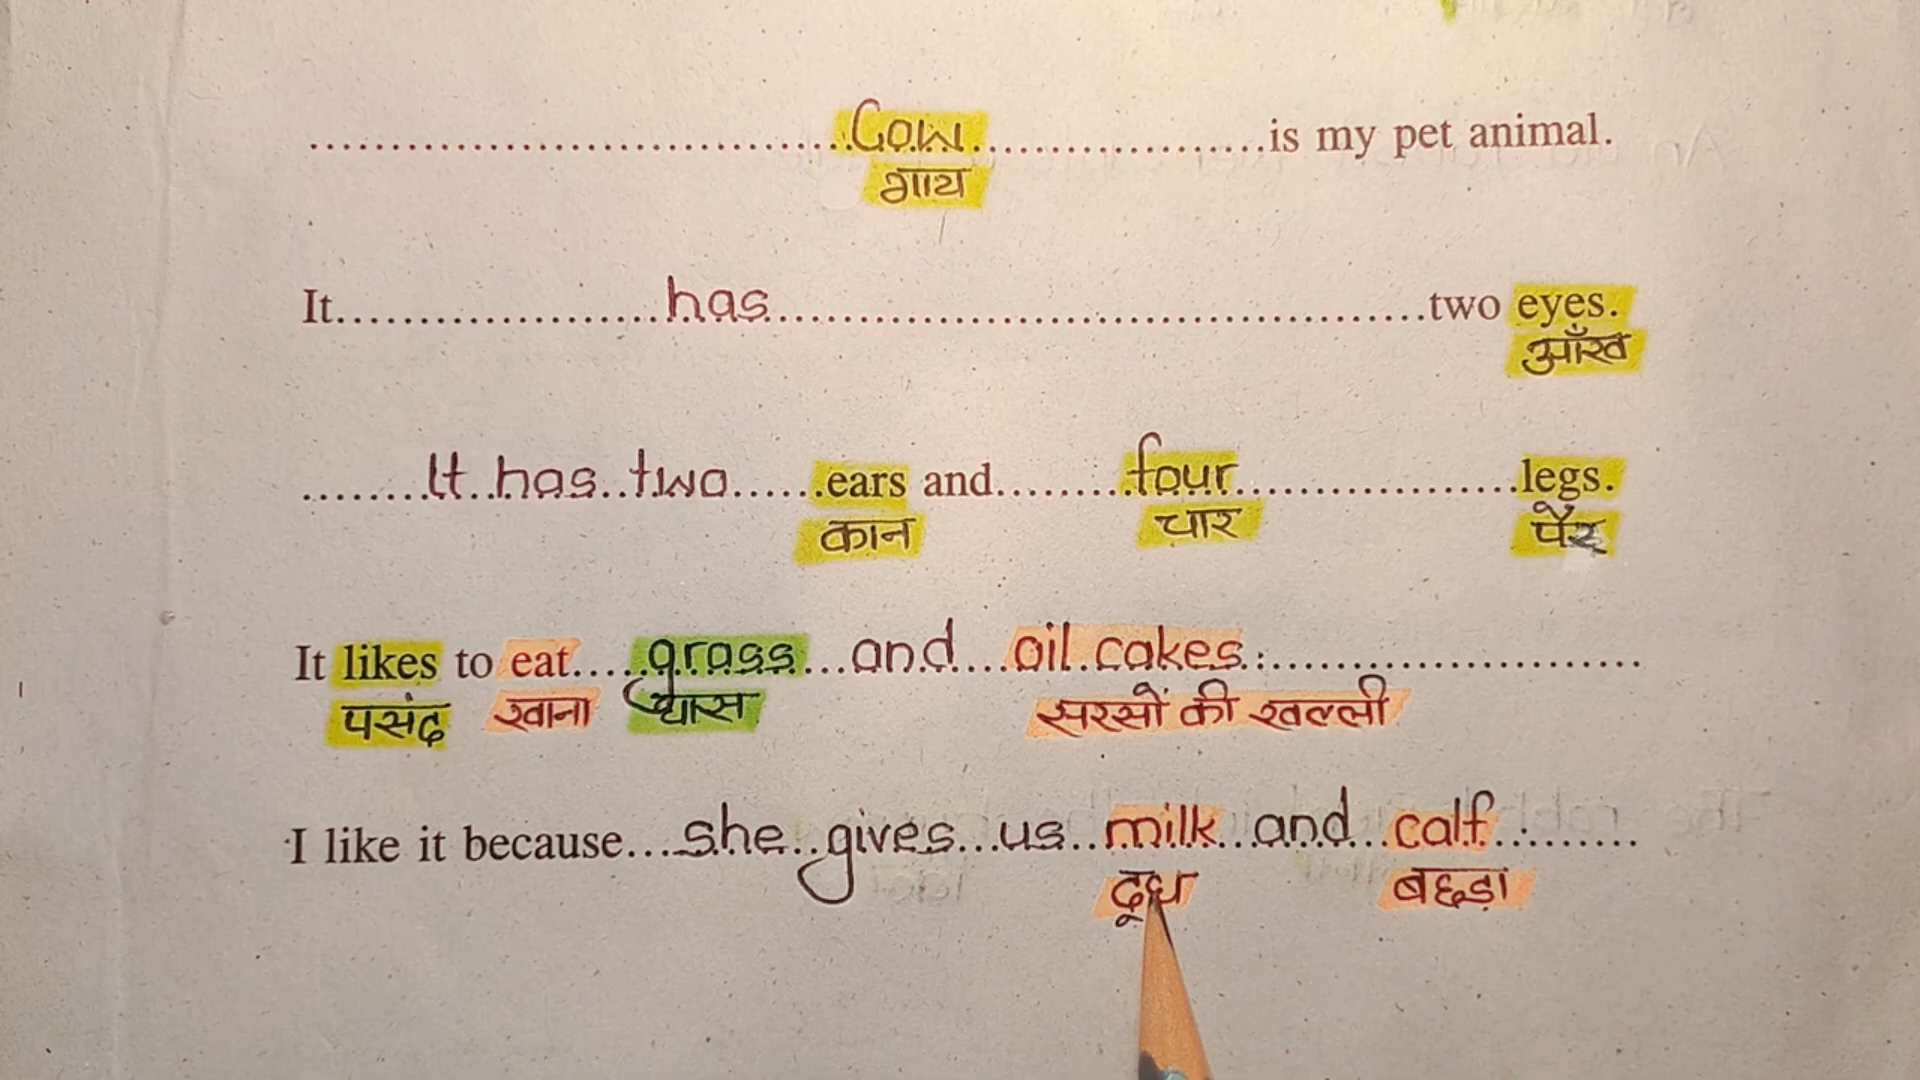 Cow is my pet animal.
गाय
It has two eyes.
आँख
It has two ears and four legs.
कान चार पैर
It likes to eat grass and oil cakes.
पसंद खाना घास सरसों की खल्ली
I like it because she gives us milk and calf.
दूध बछड़ा